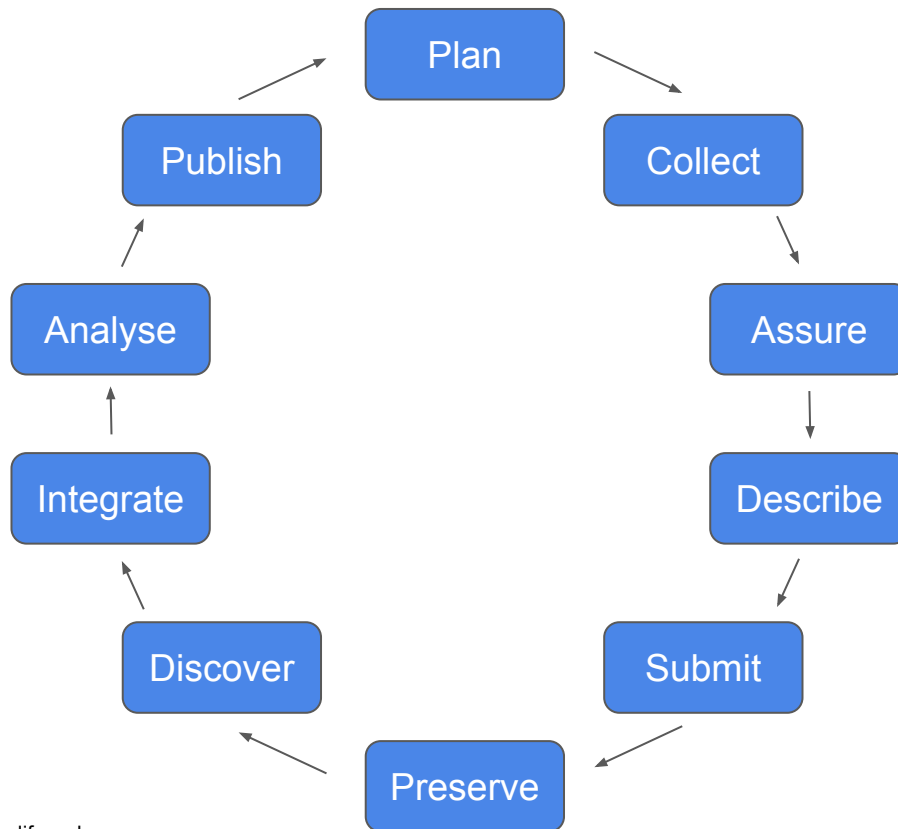 Plan
Collect
Assure
Describe
Submit
Preserve
Discover
Integrate
Analyse
Publish